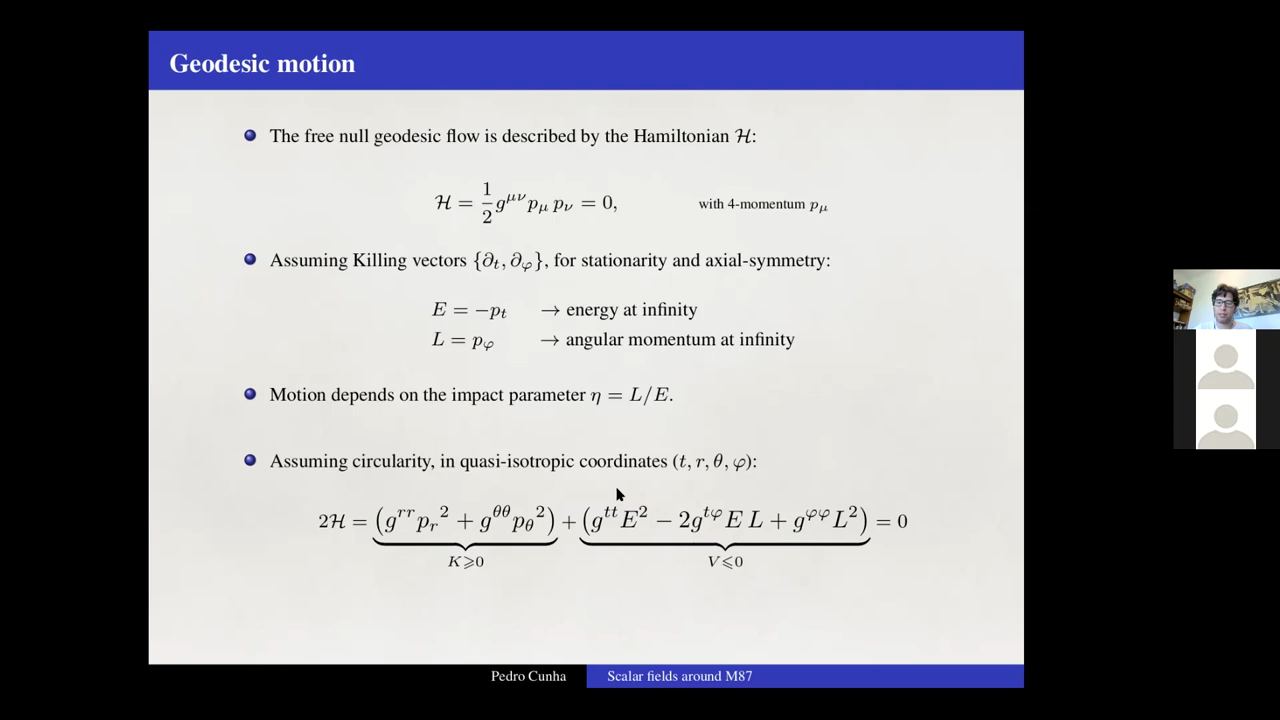 Geodesic motion
The free null geodesic flow is described by the Hamiltonian ℋ:
ℋ = 1/2 g^{μν} p_μ p_ν = 0, with 4-momentum p_μ
Assuming Killing vectors {∂_t, ∂_φ}, for stationarity and axial-symmetry:
E = −p_t → energy at infinity
L = p_φ → angular momentum at infinity
Motion depends on the impact parameter η = L/E.
Assuming circularity, in quasi-isotropic coordinates (t, r, θ, φ):
2ℋ = (g^{rr} p_r^2 + g^{θθ} p_θ^2) + (g^{tt} E^2 − 2g^{tφ} E L + g^{φφ} L^2) = 0
K⩾0 V⩽0
Pedro Cunha Scalar fields around M87